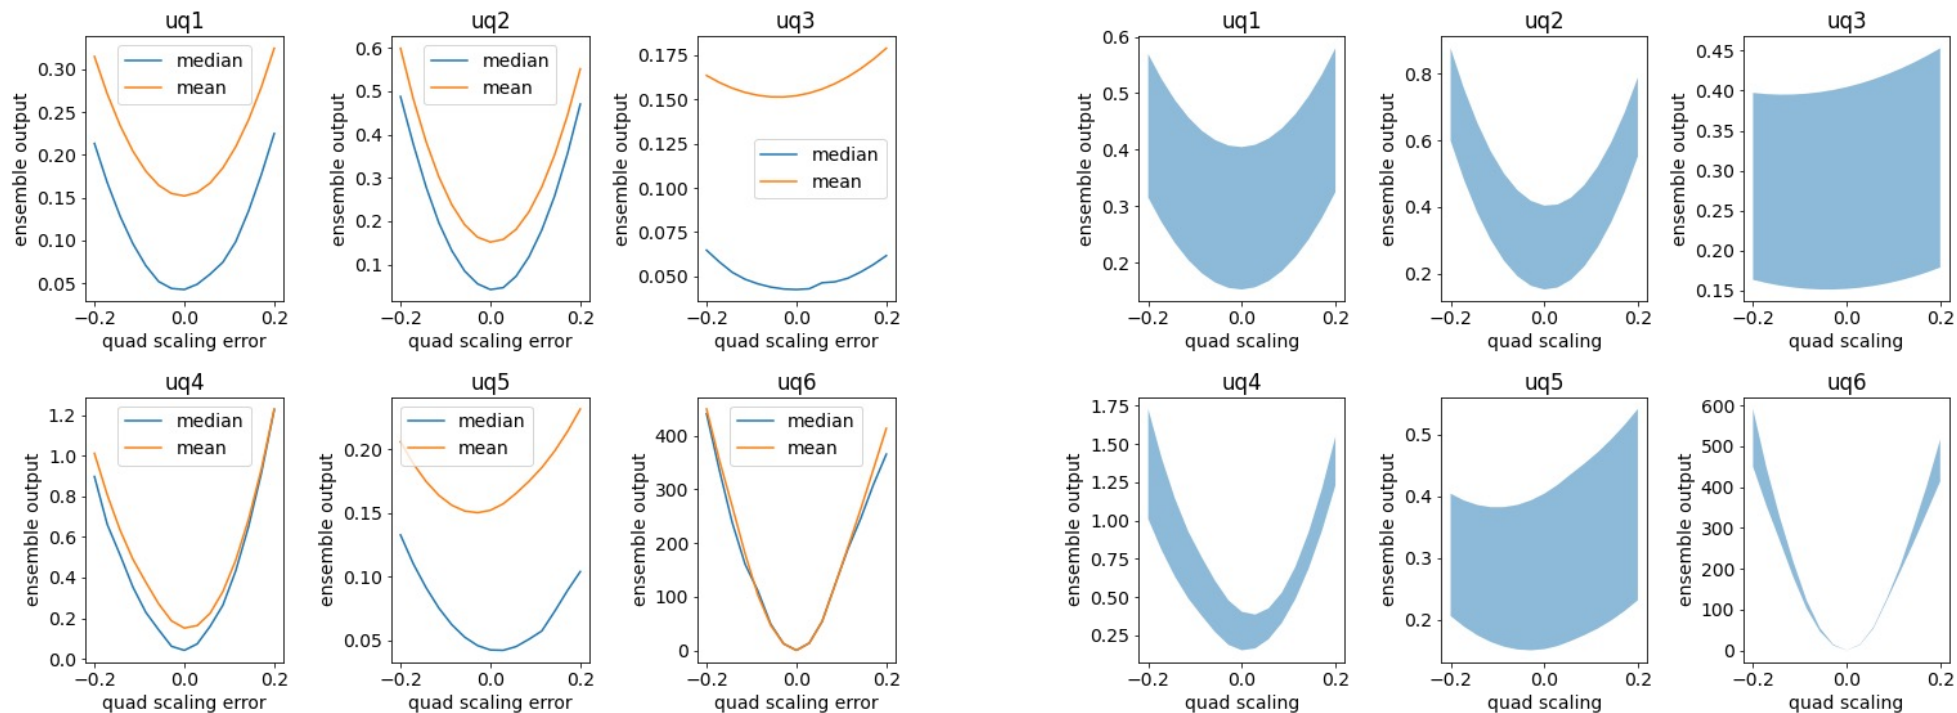 uq1
uq2
uq3
ensemble output
0.30
0.25
0.20
0.15
0.10
0.05
median
mean
−0.2
0.0
0.2
quad scaling error
ensemble output
0.6
0.5
0.4
0.3
0.2
0.1
median
mean
−0.2
0.0
0.2
quad scaling error
ensemble output
0.175
0.150
0.125
0.100
0.075
0.050
median
mean
−0.2
0.0
0.2
quad scaling error
uq4
uq5
uq6
ensemble output
1.2
1.0
0.8
0.6
0.4
0.2
0.0
median
mean
−0.2
0.0
0.2
quad scaling error
ensemble output
0.20
0.15
0.10
0.05
median
mean
−0.2
0.0
0.2
quad scaling error
ensemble output
400
300
200
100
0
median
mean
−0.2
0.0
0.2
quad scaling error
uq1
uq2
uq3
ensemble output
0.6
0.5
0.4
0.3
0.2
−0.2
0.0
0.2
quad scaling
ensemble output
0.8
0.6
0.4
0.2
−0.2
0.0
0.2
quad scaling
ensemble output
0.45
0.40
0.35
0.30
0.25
0.20
0.15
−0.2
0.0
0.2
quad scaling
uq4
uq5
uq6
ensemble output
1.75
1.50
1.25
1.00
0.75
0.50
0.25
−0.2
0.0
0.2
quad scaling
ensemble output
0.5
0.4
0.3
0.2
−0.2
0.0
0.2
quad scaling
ensemble output
600
500
400
300
200
100
0
−0.2
0.0
0.2
quad scaling